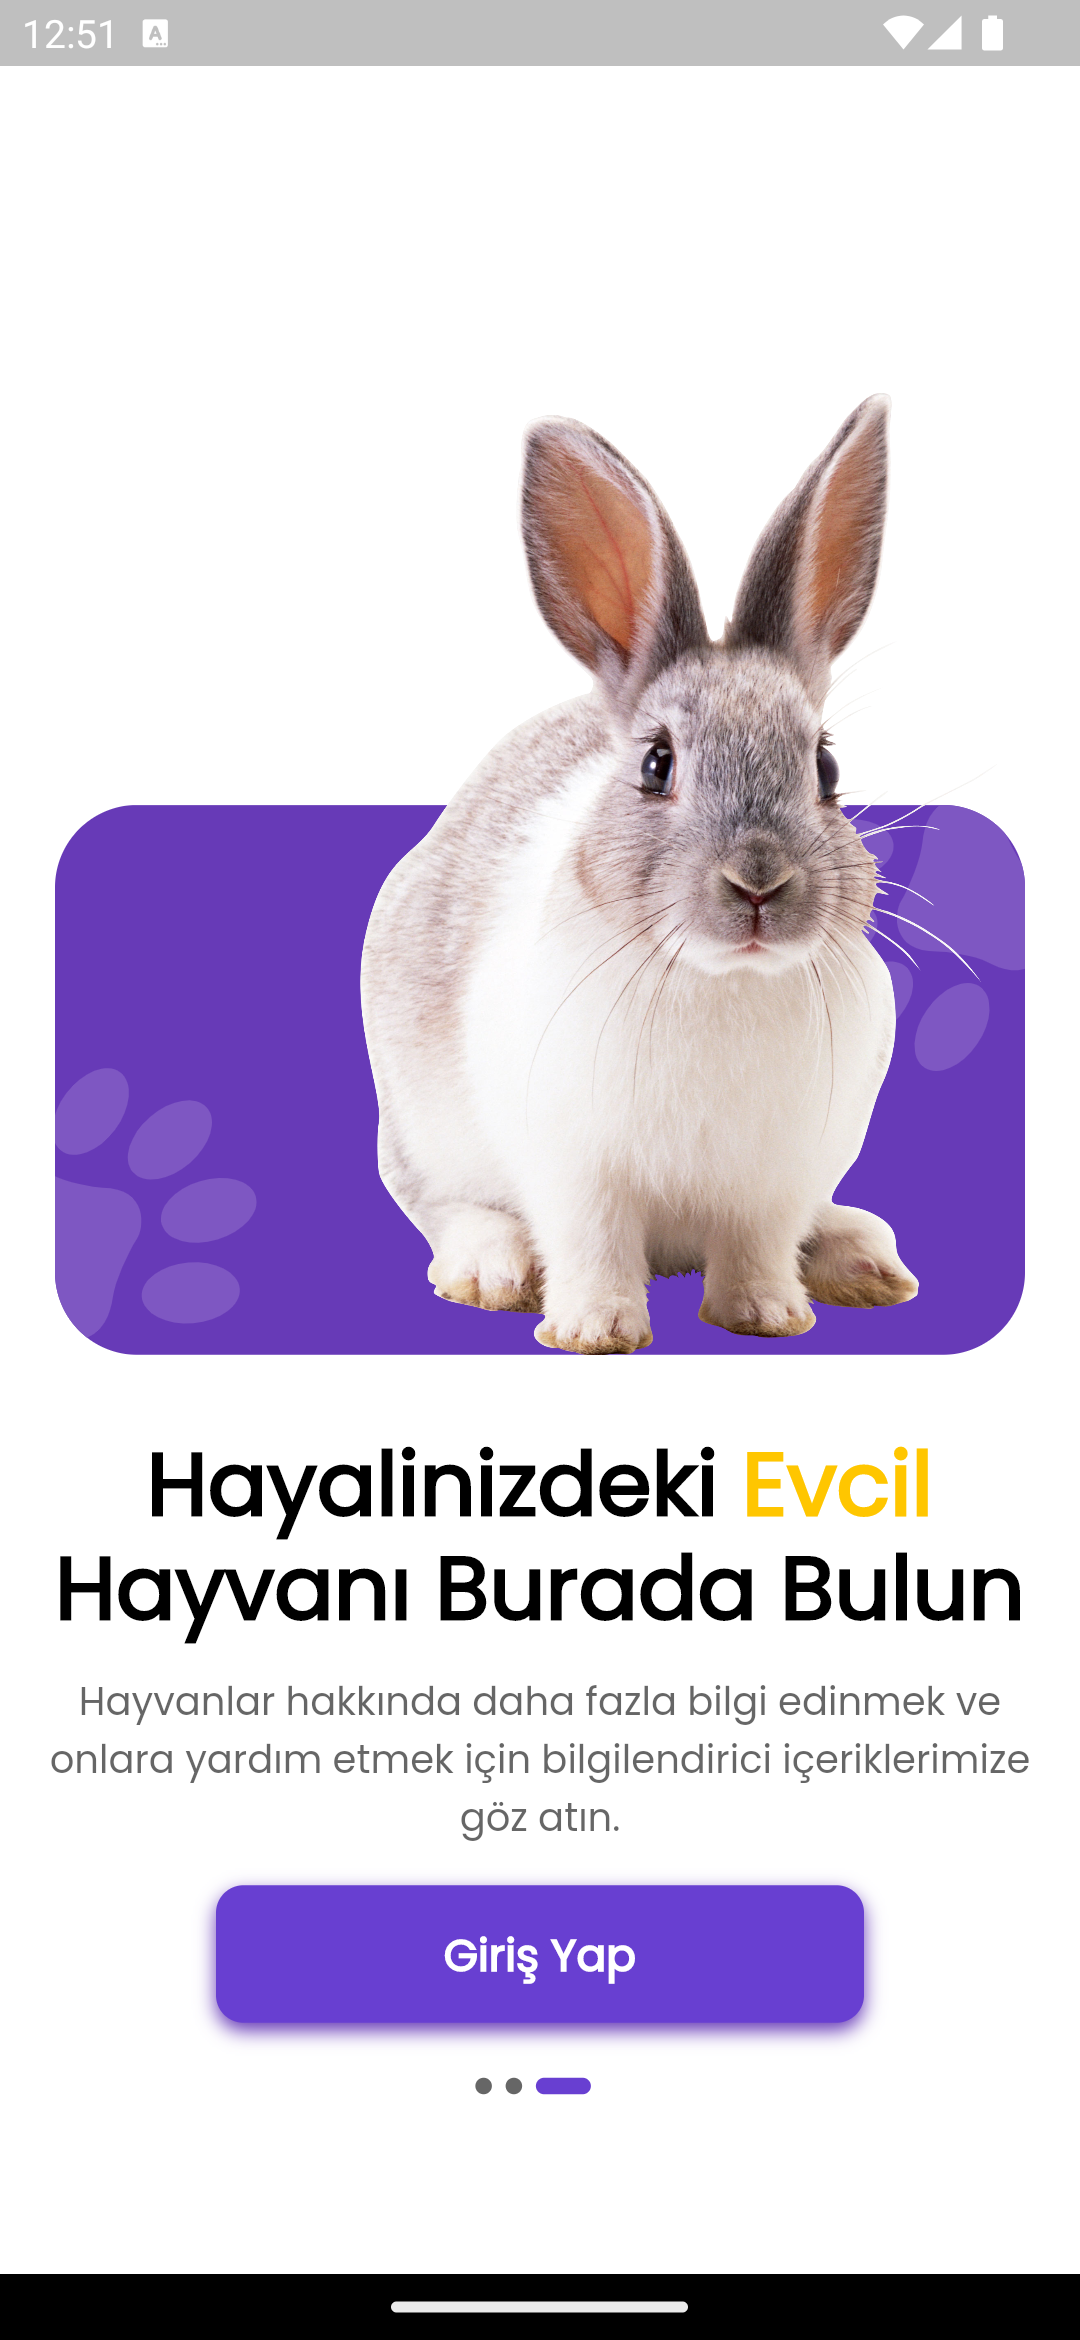 12:51
Hayalinizdeki Evcil
Hayvanı Burada Bulun
Hayvanlar hakkında daha fazla bilgi edinmek ve
onlara yardım etmek için bilgilendirici içeriklerimize
göz atın.
Giriş Yap